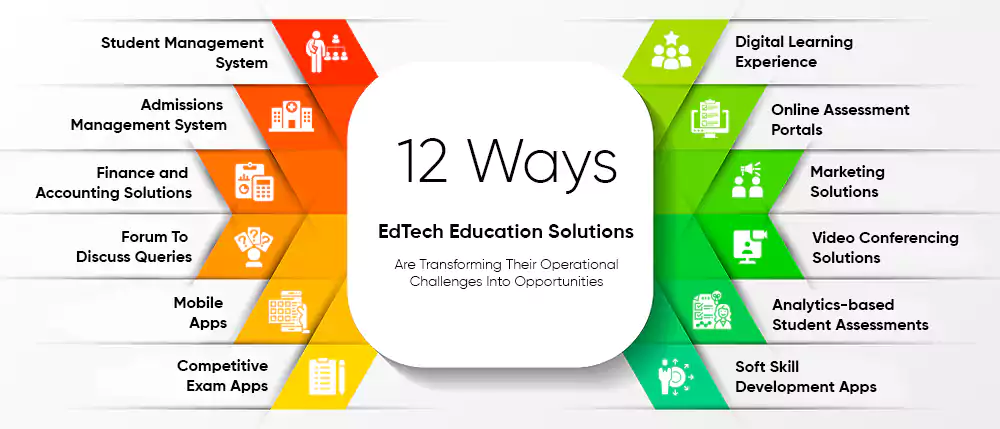 12 Ways
EdTech Education Solutions
Are Transforming Their Operational
Challenges Into Opportunities
Student Management
System
Admissions
Management System
Finance and
Accounting Solutions
Forum To
Discuss Queries
Mobile
Apps
Competitive
Exam Apps
Digital Learning
Experience
Online Assessment
Portals
Marketing
Solutions
Video Conferencing
Solutions
Analytics-based
Student Assessments
Soft Skill
Development Apps